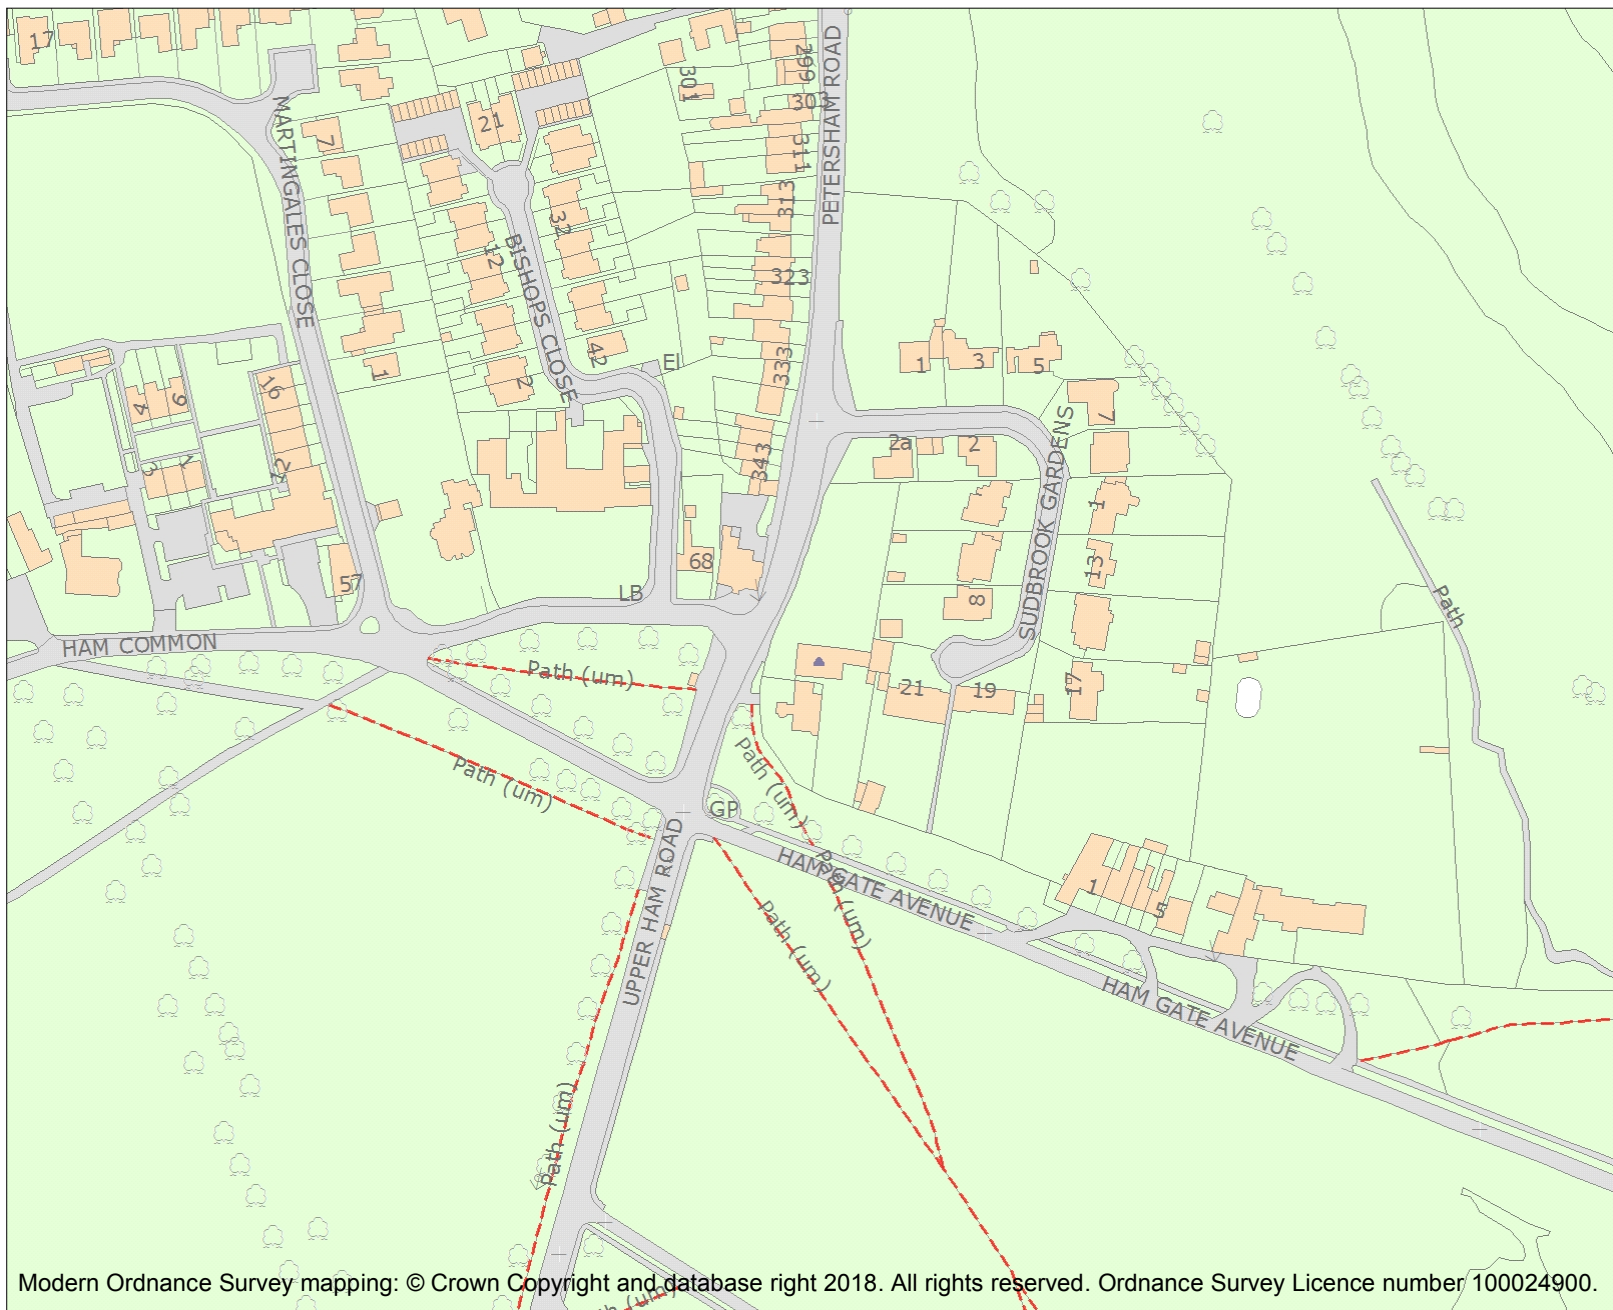 17
299
301
303
PETERSHAM ROAD
MARTINGALES CLOSE
7
21
311
313
32
12
BISHOPS CLOSE
323
42
El
333
1
2
1
3
5
4
9
16
7
2a
2
343
3
1
12
SUDBROOK GARDENS
1
13
57
LB
68
8
Path
HAM COMMON
Path (um)
21
19
17
Path (um)
Path (um)
GP
HAM GATE AVENUE
Path (um)
UPPER HAM ROAD
Path (um)
1
5
HAM GATE AVENUE
Path (um)
Modern Ordnance Survey mapping: © Crown Copyright and database right 2018. All rights reserved. Ordnance Survey Licence number 100024900.